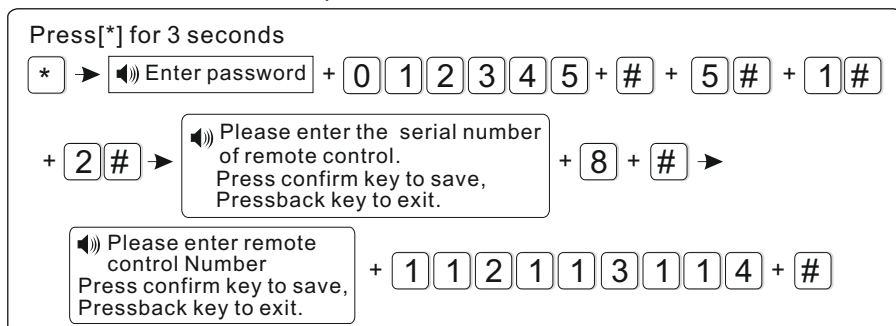 Press[*] for 3 seconds
* Enter password + 0 1 2 3 4 5 + # + 5 # + 1 #
+ 2 # Please enter the serial number
of remote control.
Press confirm key to save,
Pressback key to exit.
+ 8 + #
Please enter remote
control Number
Press confirm key to save,
Pressback key to exit.
+ 1 1 2 1 1 3 1 1 4 + #